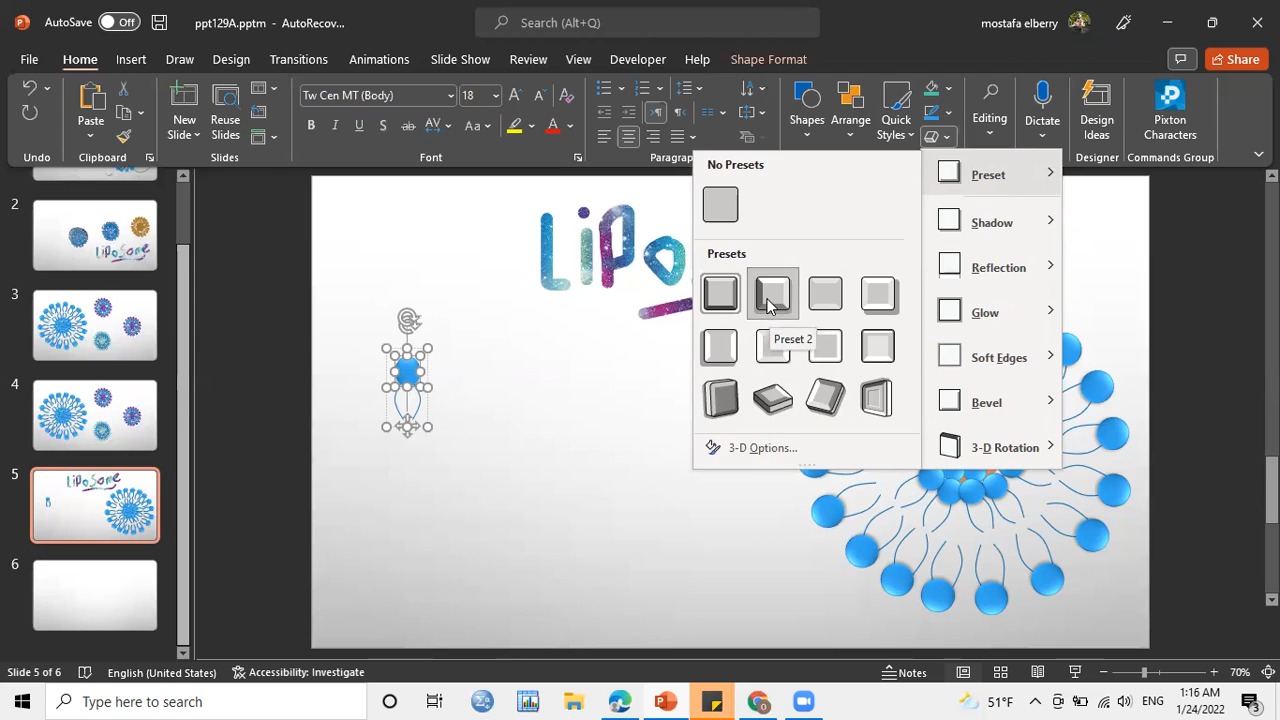 AutoSave Off ppt129A.pptm - AutoRecov... Search (Alt+Q) mostafa elberry
File Home Insert Draw Design Transitions Animations Slide Show Review View Developer Help Shape Format Share
Tw Cen MT (Body) 18
Paste New Slide Reuse Slides Shapes Arrange Quick Styles Editing Dictate Design Ideas Pixton Characters
Undo Clipboard Slides Font Paragr Designer Commands Group
No Presets
Presets
Preset 2
3-D Options...
Preset
Shadow
Reflection
Glow
Soft Edges
Bevel
3-D Rotation
2
LipoSome
3
4
5
LipoSome
6
Lipo
Slide 5 of 6 English (United States) Accessibility: Investigate Notes 70%
Type here to search 51°F ENG 1:16 AM
1/24/2022
3